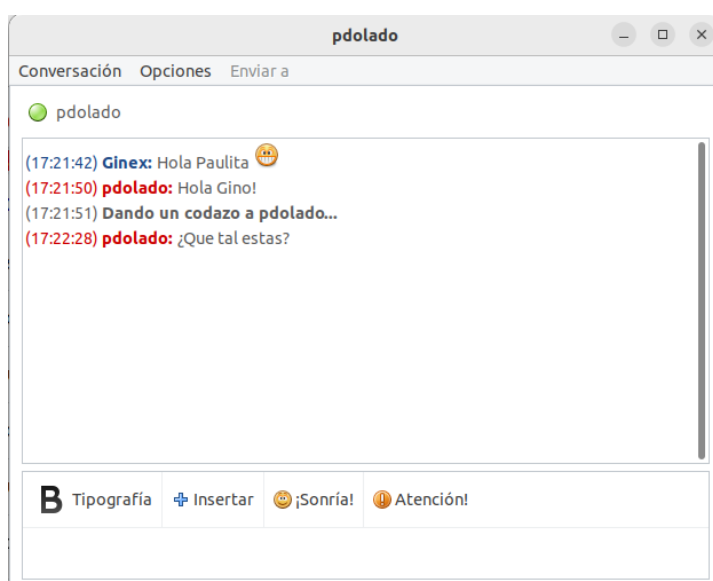 pdolado
Conversación Opciones Enviar a
pdolado
(17:21:42) Ginex: Hola Paulita
(17:21:50) pdolado: Hola Gino!
(17:21:51) Dando un codazo a pdolado...
(17:22:28) pdolado: ¿Que tal estas?
B Tipografía Insertar ¡Sonría! Atención!